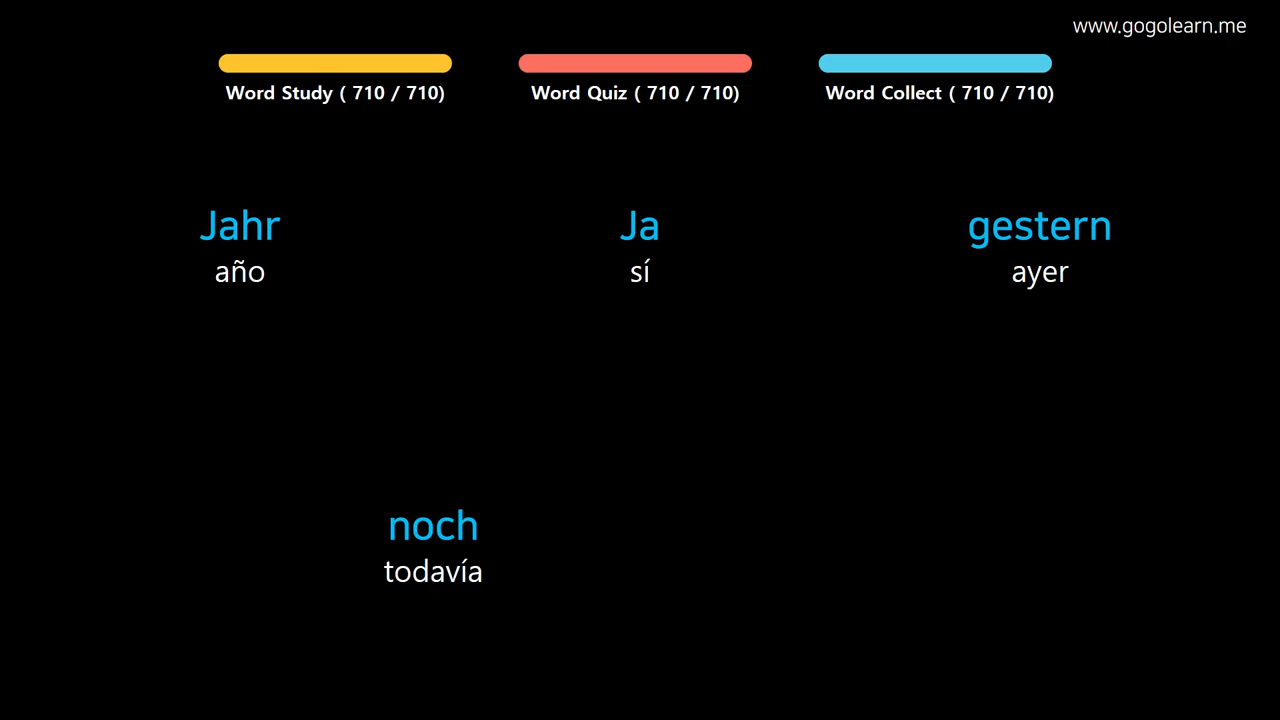 www.gogolearn.me
Word Study ( 710 / 710)
Word Quiz ( 710 / 710)
Word Collect ( 710 / 710)
Jahr
año
Ja
sí
gestern
ayer
noch
todavía